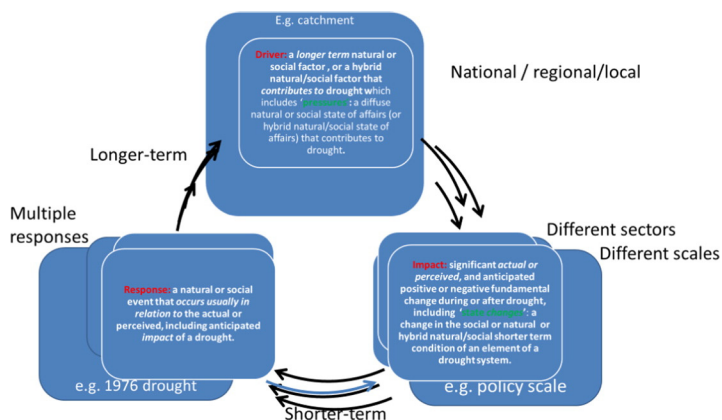 E.g. catchment
Driver: a longer term natural or
social factor , or a hybrid
natural/social factor that
contributes to drought which
includes 'pressures': a diffuse
natural or social state of affairs (or
hybrid natural/social state of
affairs) that contributes to
drought.
National / regional/local
Longer-term
Multiple
responses
Different sectors
Different scales
Response: a natural or social
event that occurs usually in
relation to the actual or
perceived, including anticipated
impact of a drought.
Impact: significant actual or
perceived, and anticipated
positive or negative fundamental
change during or after drought,
including 'state changes': a
change in the social or natural or
hybrid natural/social shorter term
condition of an element of a
drought system.
e.g. 1976 drought
e.g. policy scale
Shorter-term